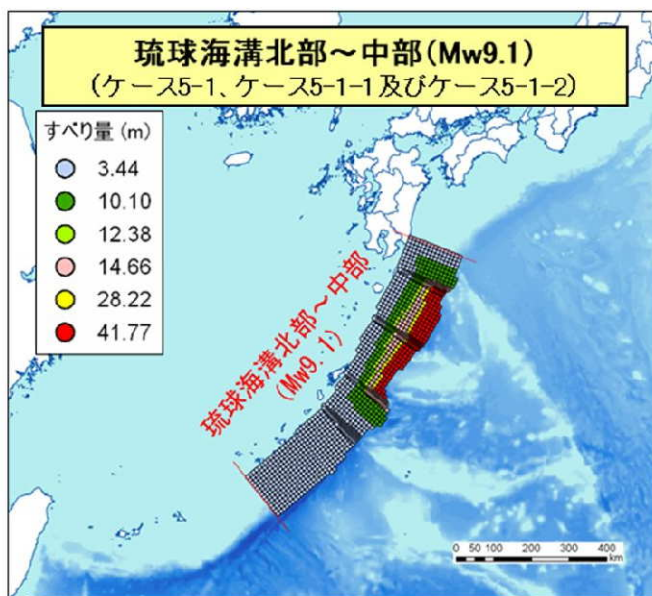 琉球海溝北部～中部(Mw9.1)
(ケース5-1、ケース5-1-1及びケース5-1-2)
すべり量 (m)
3.44
10.10
12.38
14.66
28.22
41.77
琉球海溝北部～中部
(Mw9.1)
0 50 100 200 300 400
km